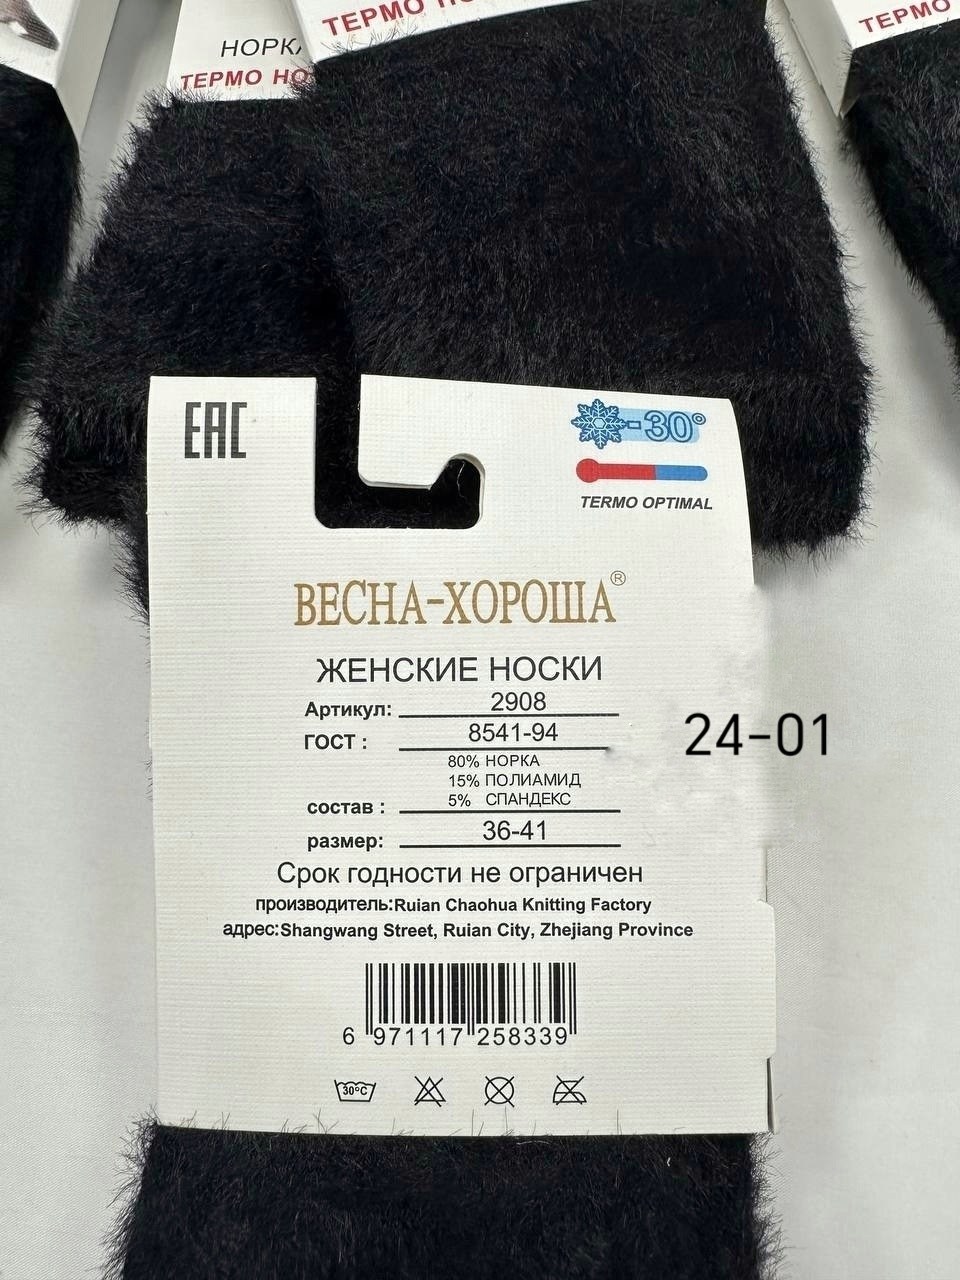 ТЕРМО
НОРКА
ТЕРМО НО
ТЕРМО
EAC
-30°
TERMO OPTIMAL
ВЕСНА-ХОРОША®
ЖЕНСКИЕ НОСКИ
Артикул: 2908
ГОСТ : 8541-94
80% НОРКА
15% ПОЛИАМИД
состав : 5% СПАНДЕКС
размер: 36-41
24-01
Срок годности не ограничен
производитель:Ruian Chaohua Knitting Factory
адрес:Shangwang Street, Ruian City, Zhejiang Province
6 971117 258339
30°C